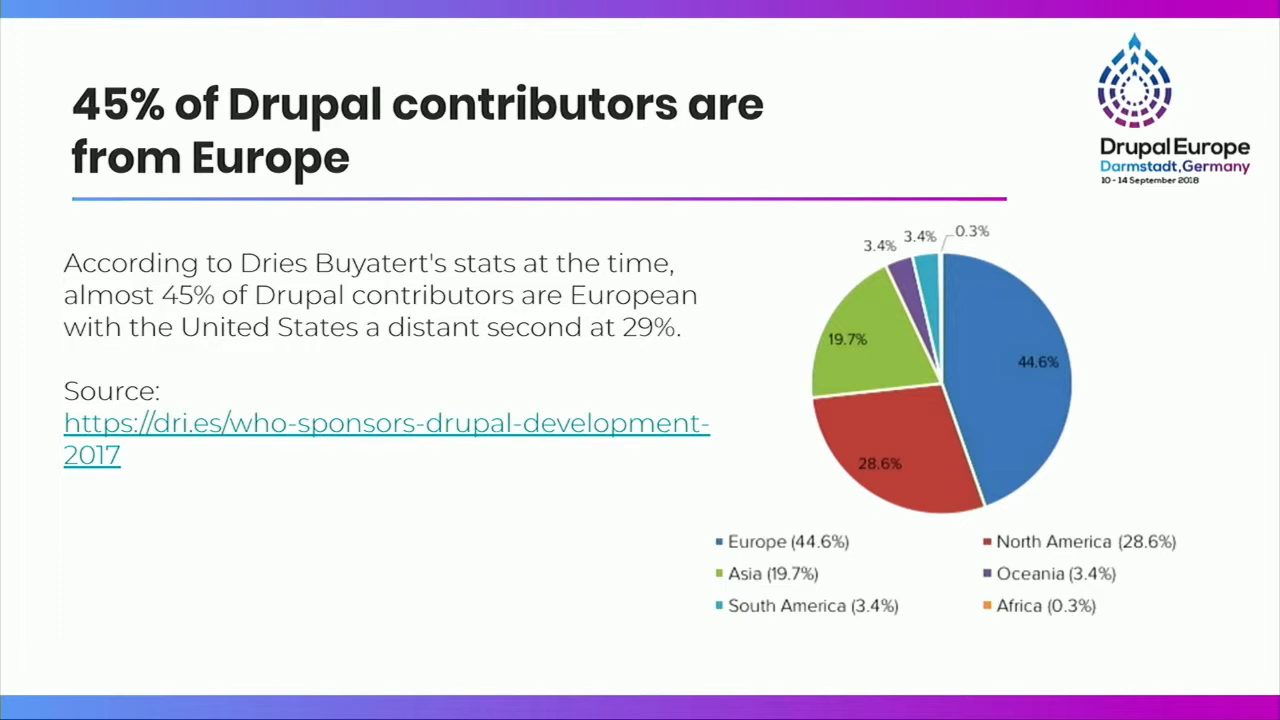 45% of Drupal contributors are
from Europe
Drupal Europe
Darmstadt, Germany
10 - 14 September 2018
According to Dries Buyatert's stats at the time,
almost 45% of Drupal contributors are European
with the United States a distant second at 29%.
Source:
https://dri.es/who-sponsors-drupal-development-
2017
3.4%
3.4%
0.3%
19.7%
44.6%
28.6%
Europe (44.6%)
North America (28.6%)
Asia (19.7%)
Oceania (3.4%)
South America (3.4%)
Africa (0.3%)